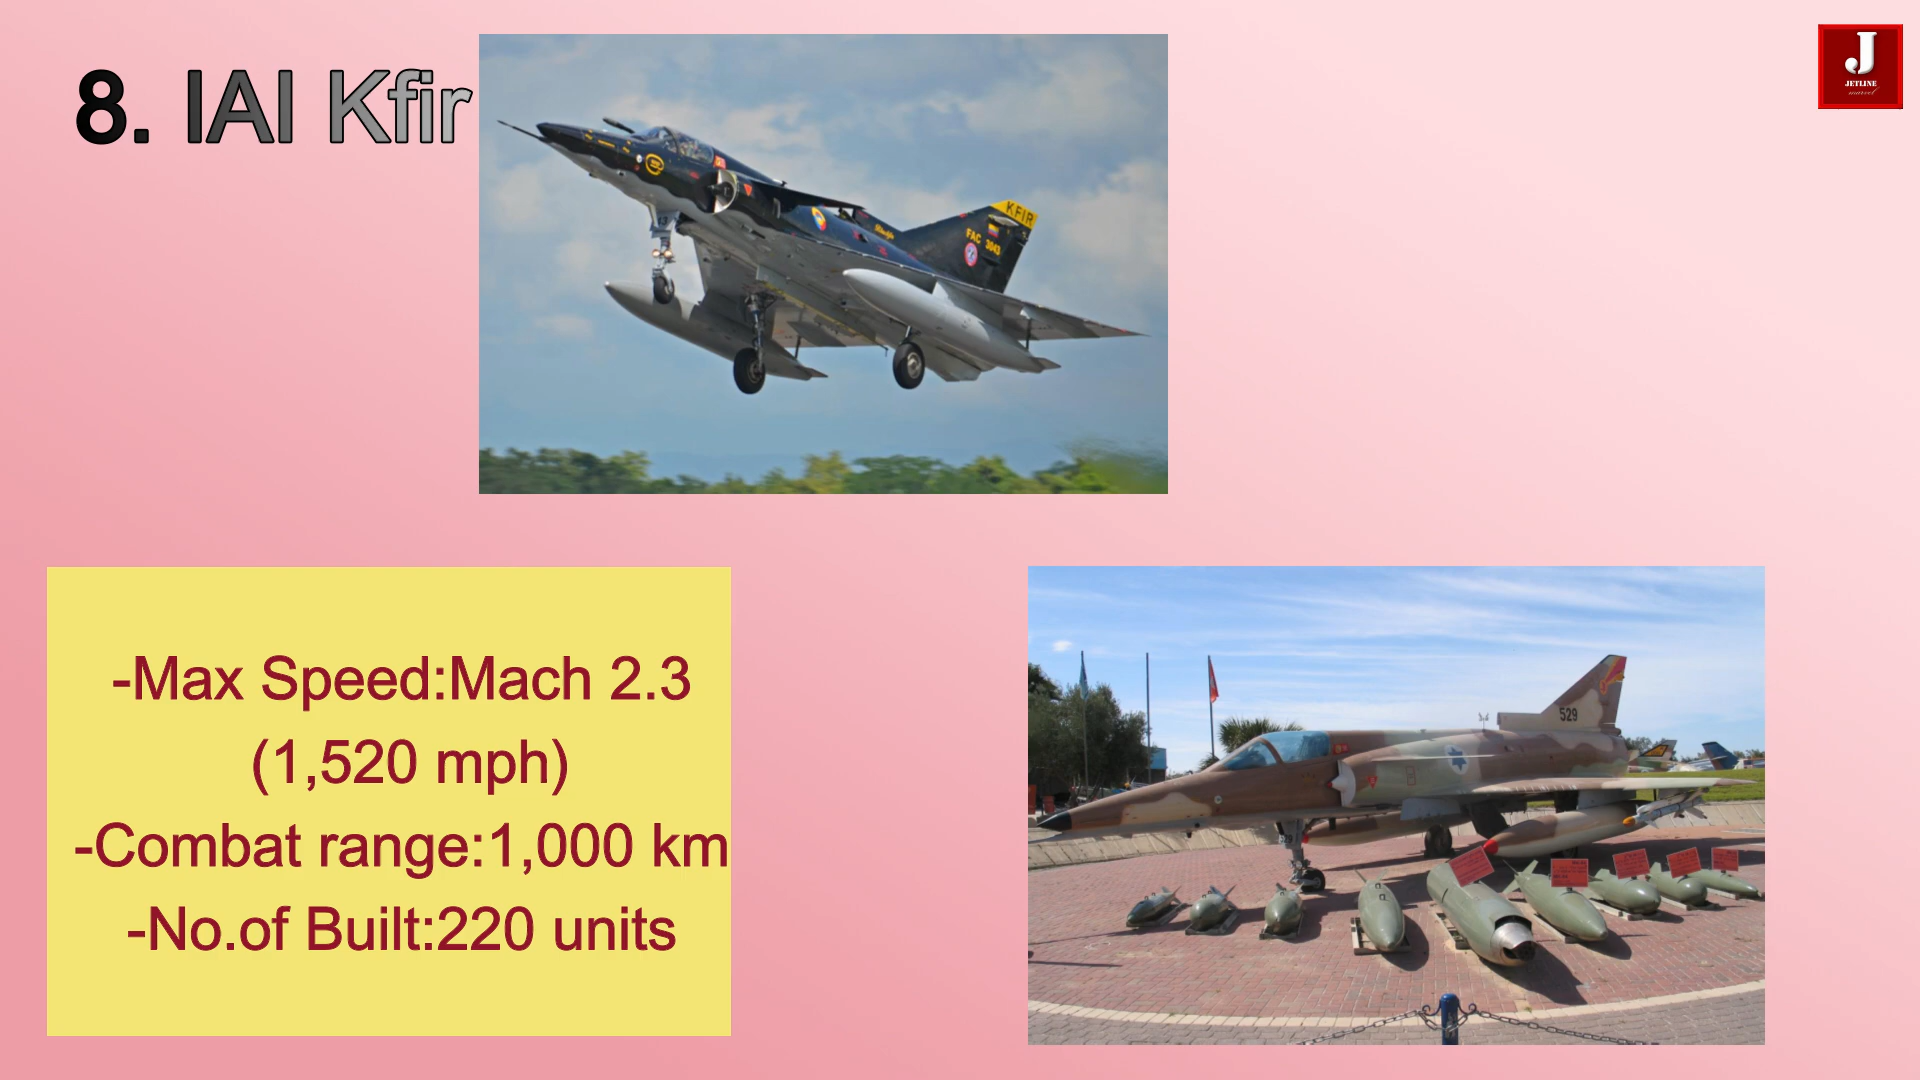 8. IAI Kfir
J
JETLINE
marvel
KFIR
FAC 3043
-Max Speed:Mach 2.3
(1,520 mph)
-Combat range:1,000 km
-No.of Built:220 units
529